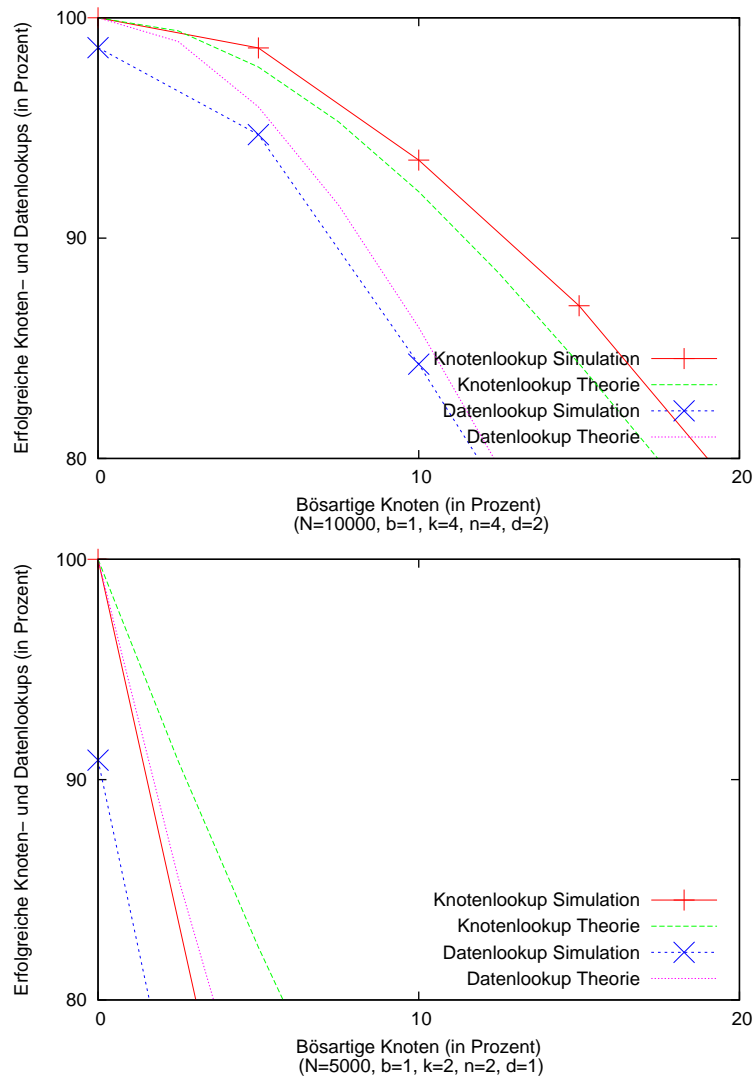 Erfolgreiche Knoten− und Datenlookups (in Prozent)
100
90
80
0
10
20
Knotenlookup Simulation
Knotenlookup Theorie
Datenlookup Simulation
Datenlookup Theorie
Bösartige Knoten (in Prozent)
(N=10000, b=1, k=4, n=4, d=2)
Erfolgreiche Knoten− und Datenlookups (in Prozent)
100
90
80
0
10
20
Knotenlookup Simulation
Knotenlookup Theorie
Datenlookup Simulation
Datenlookup Theorie
Bösartige Knoten (in Prozent)
(N=5000, b=1, k=2, n=2, d=1)